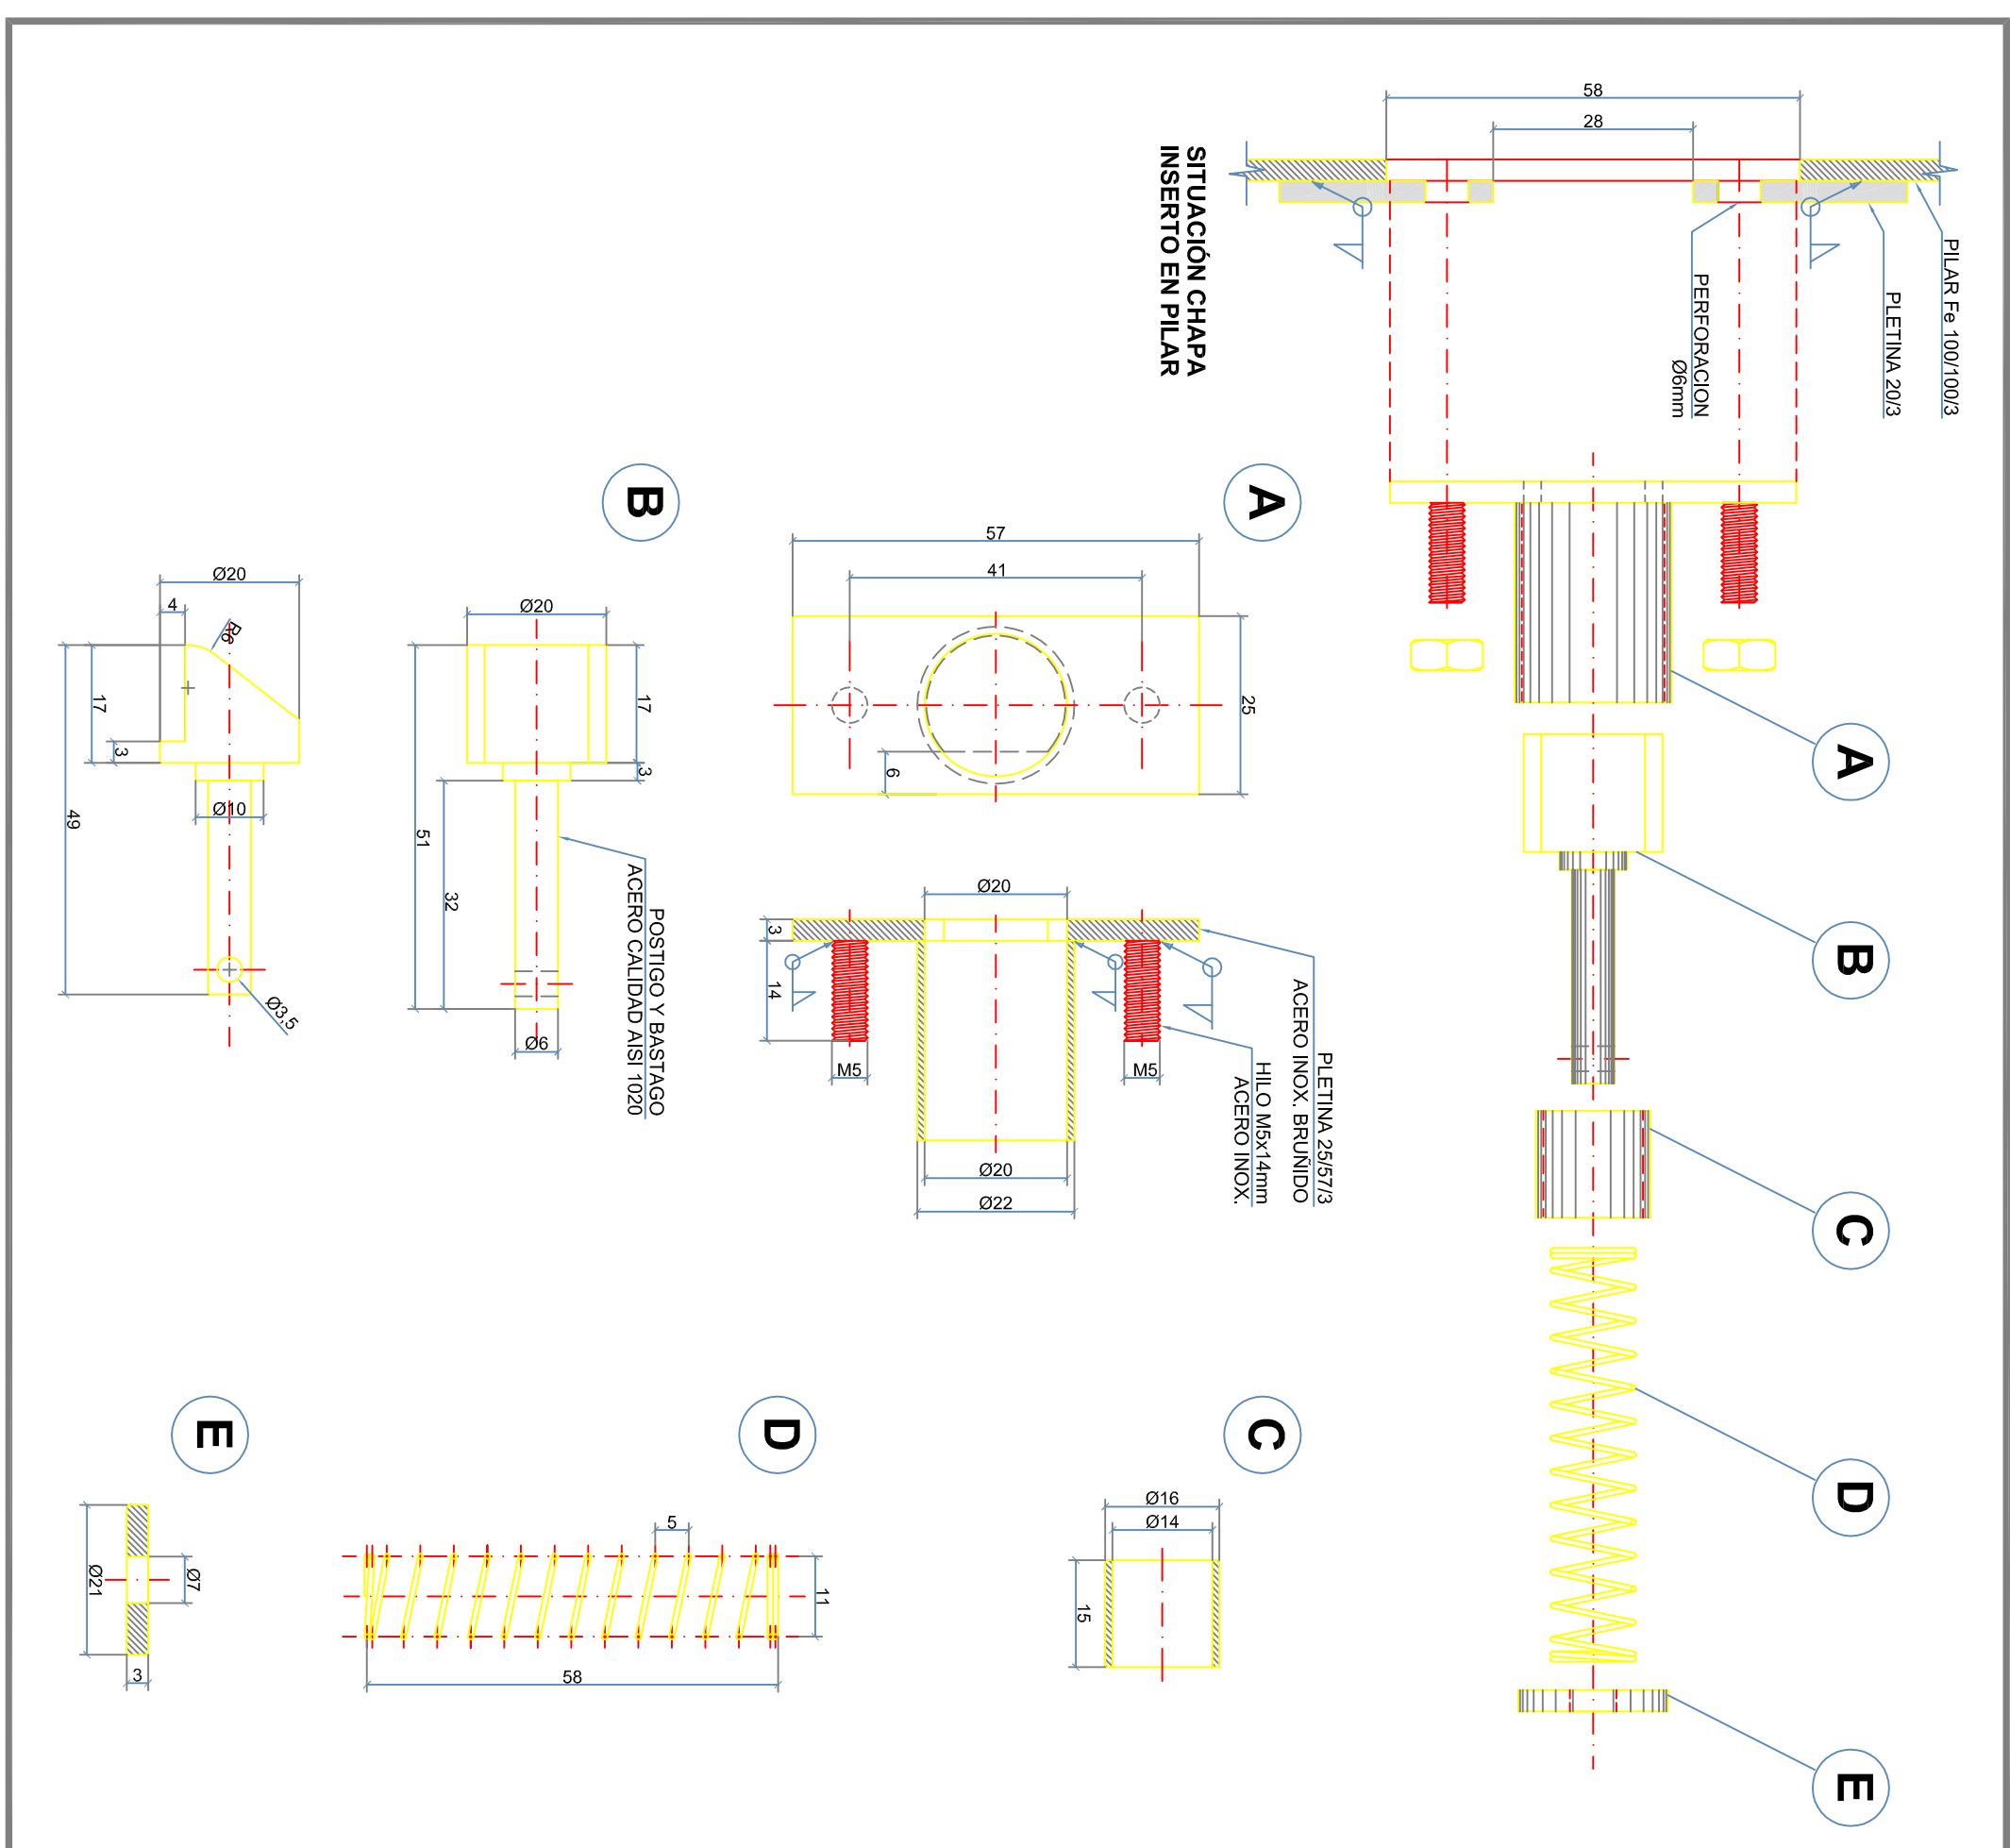 58
28
SITUACIÓN CHAPA
INSERTO EN PILAR
PILAR Fe 100/100/3
PLETINA 20/3
PERFORACION
Ø6mm
A
B
C
D
E
A
57
41
25
6
Ø20
3
14
M5
M5
Ø20
Ø22
PLETINA 25/57/3
ACERO INOX. BRUÑIDO
HILO M5x14mm
ACERO INOX.
B
Ø20
17
3
51
32
Ø6
POSTIGO Y BASTAGO
ACERO CALIDAD AISI 1020
Ø20
4
R6
17
3
49
Ø10
Ø3,5
C
Ø16
Ø14
15
D
5
11
58
E
Ø21
Ø7
3